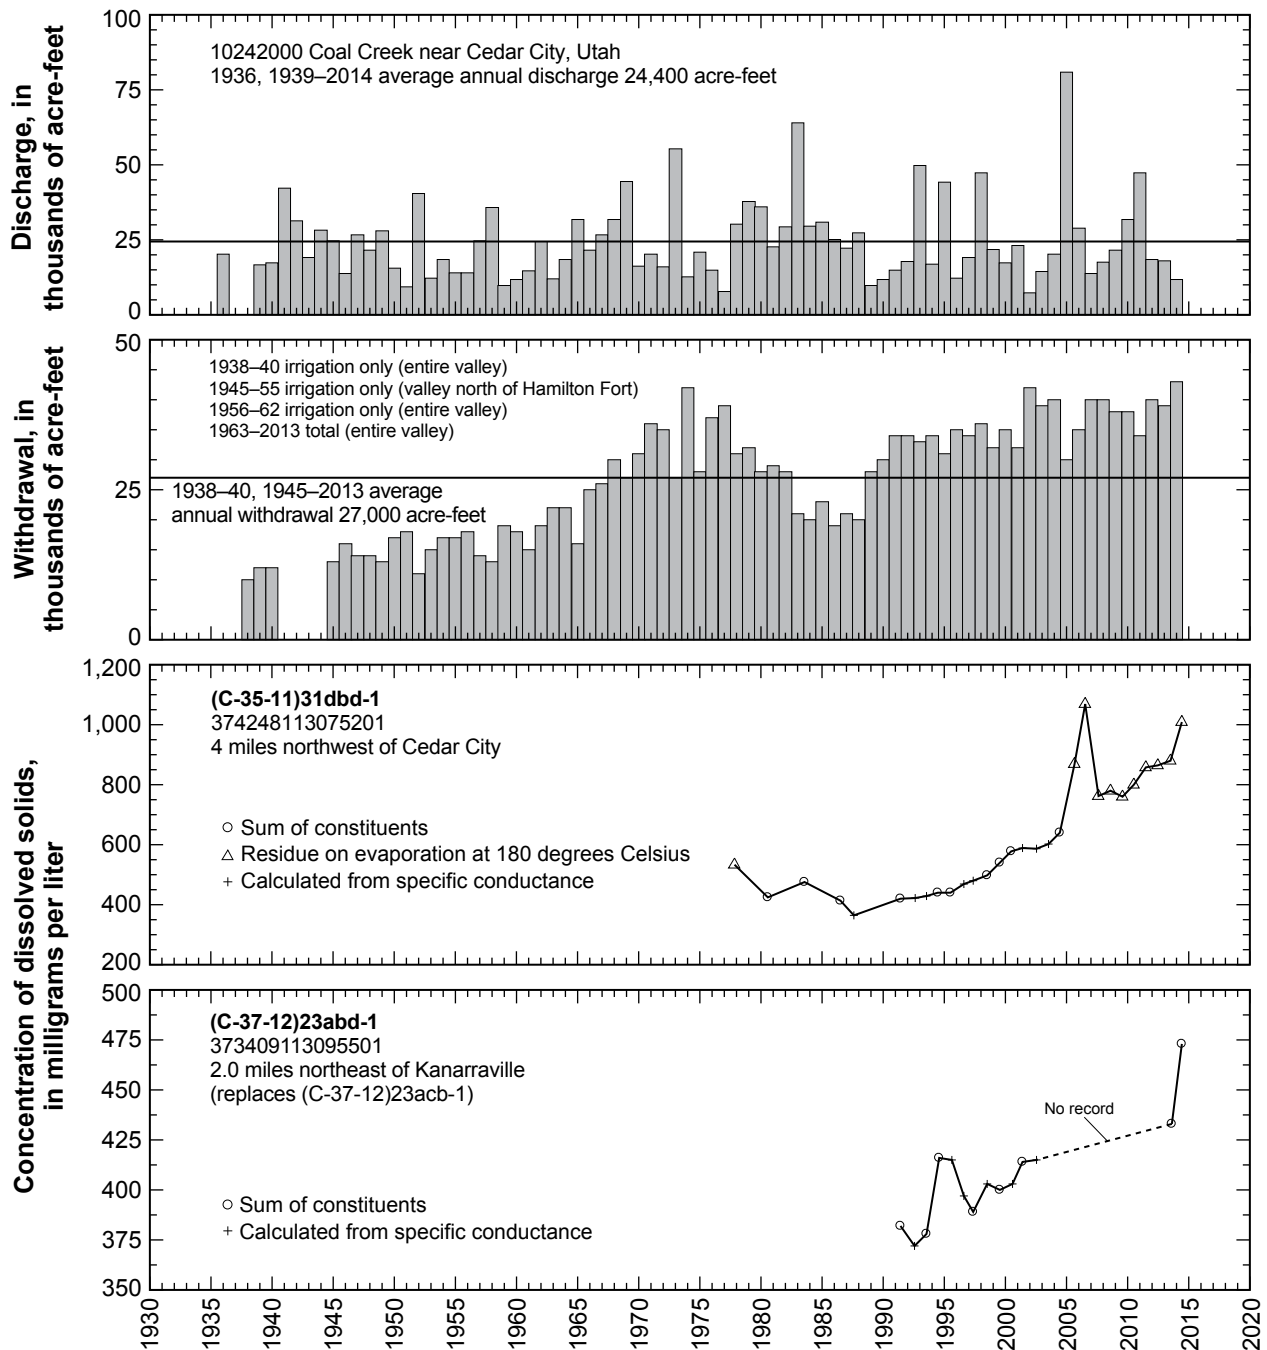 Discharge, in
thousands of acre-feet
100
75
50
25
0
10242000 Coal Creek near Cedar City, Utah
1936, 1939–2014 average annual discharge 24,400 acre-feet
Withdrawal, in
thousands of acre-feet
50
25
0
1938–40 irrigation only (entire valley)
1945–55 irrigation only (valley north of Hamilton Fort)
1956–62 irrigation only (entire valley)
1963–2013 total (entire valley)
1938–40, 1945–2013 average
annual withdrawal 27,000 acre-feet
Concentration of dissolved solids,
in milligrams per liter
1,200
1,000
800
600
400
200
(C-35-11)31dbd-1
374248113075201
4 miles northwest of Cedar City
Sum of constituents
Residue on evaporation at 180 degrees Celsius
Calculated from specific conductance
500
475
450
425
400
375
350
(C-37-12)23abd-1
373409113095501
2.0 miles northeast of Kanarraville
(replaces (C-37-12)23acb-1)
No record
Sum of constituents
Calculated from specific conductance
1930
1935
1940
1945
1950
1955
1960
1965
1970
1975
1980
1985
1990
1995
2000
2005
2010
2015
2020